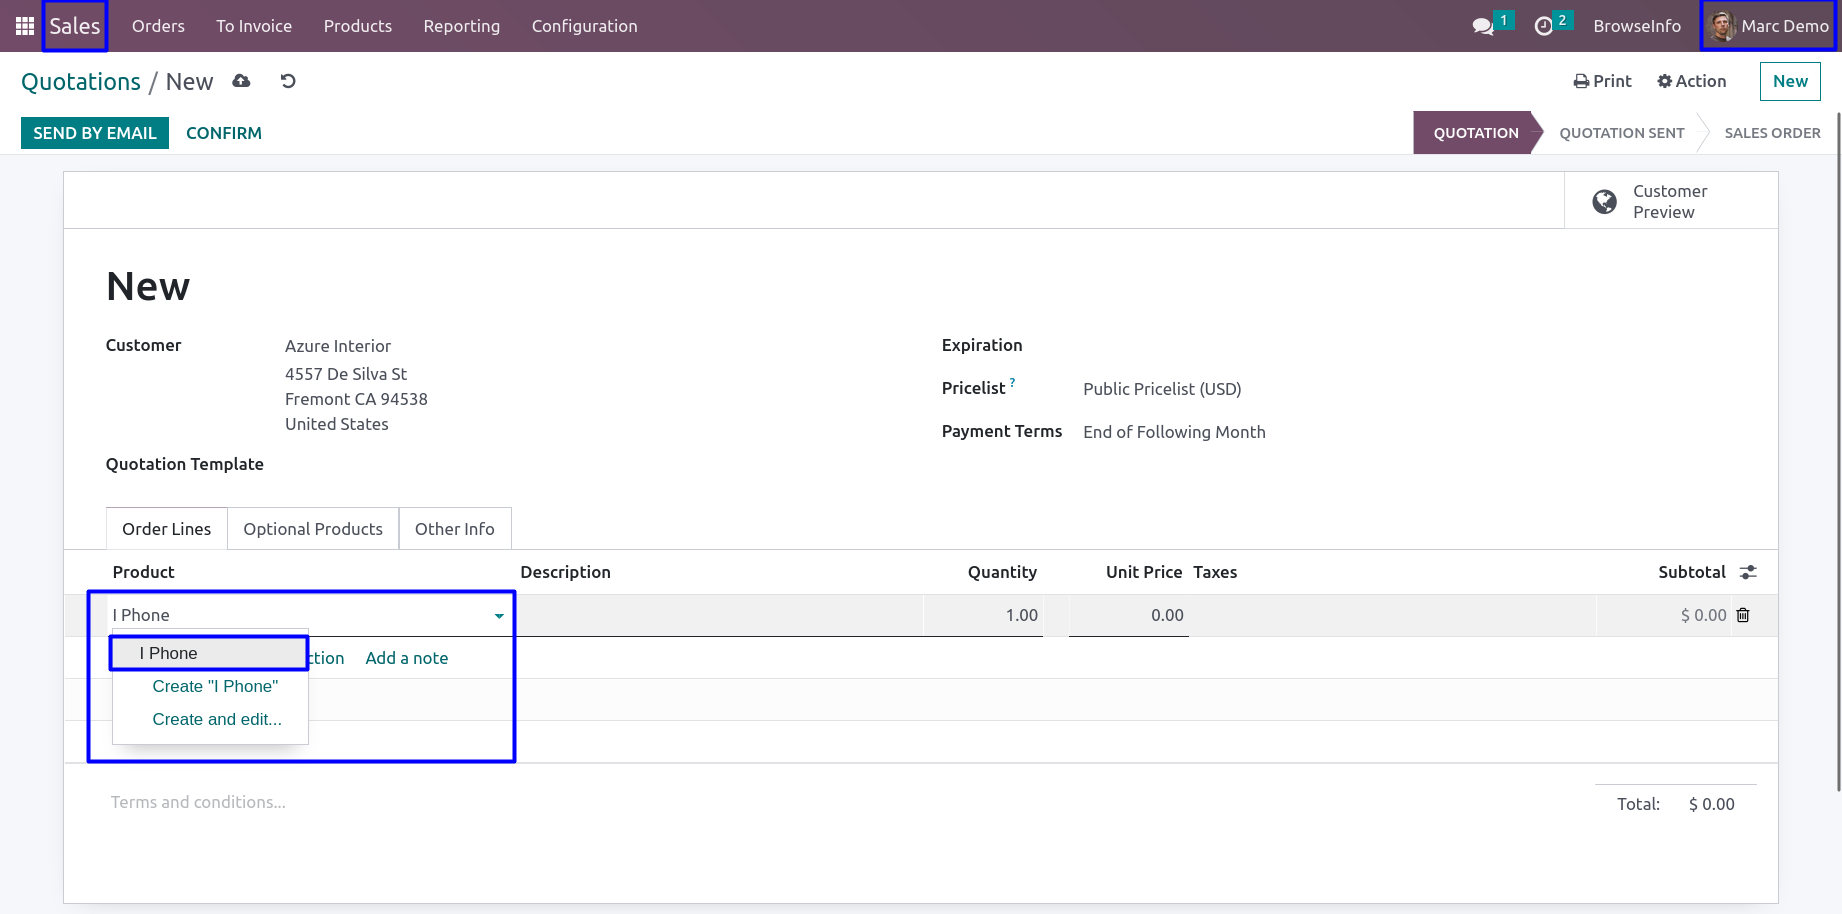 Sales Orders To Invoice Products Reporting Configuration 1 2 BrowseInfo Marc Demo
Quotations / New Print Action New
SEND BY EMAIL CONFIRM QUOTATION QUOTATION SENT SALES ORDER
Customer
Preview
New
Customer Azure Interior Expiration
4557 De Silva St
Fremont CA 94538
United States
Pricelist ? Public Pricelist (USD)
Payment Terms End of Following Month
Quotation Template
Order Lines Optional Products Other Info
Product Description Quantity Unit Price Taxes Subtotal
I Phone 1.00 0.00 $ 0.00
I Phone
ction Add a note
Create "I Phone"
Create and edit...
Terms and conditions...
Total: $ 0.00